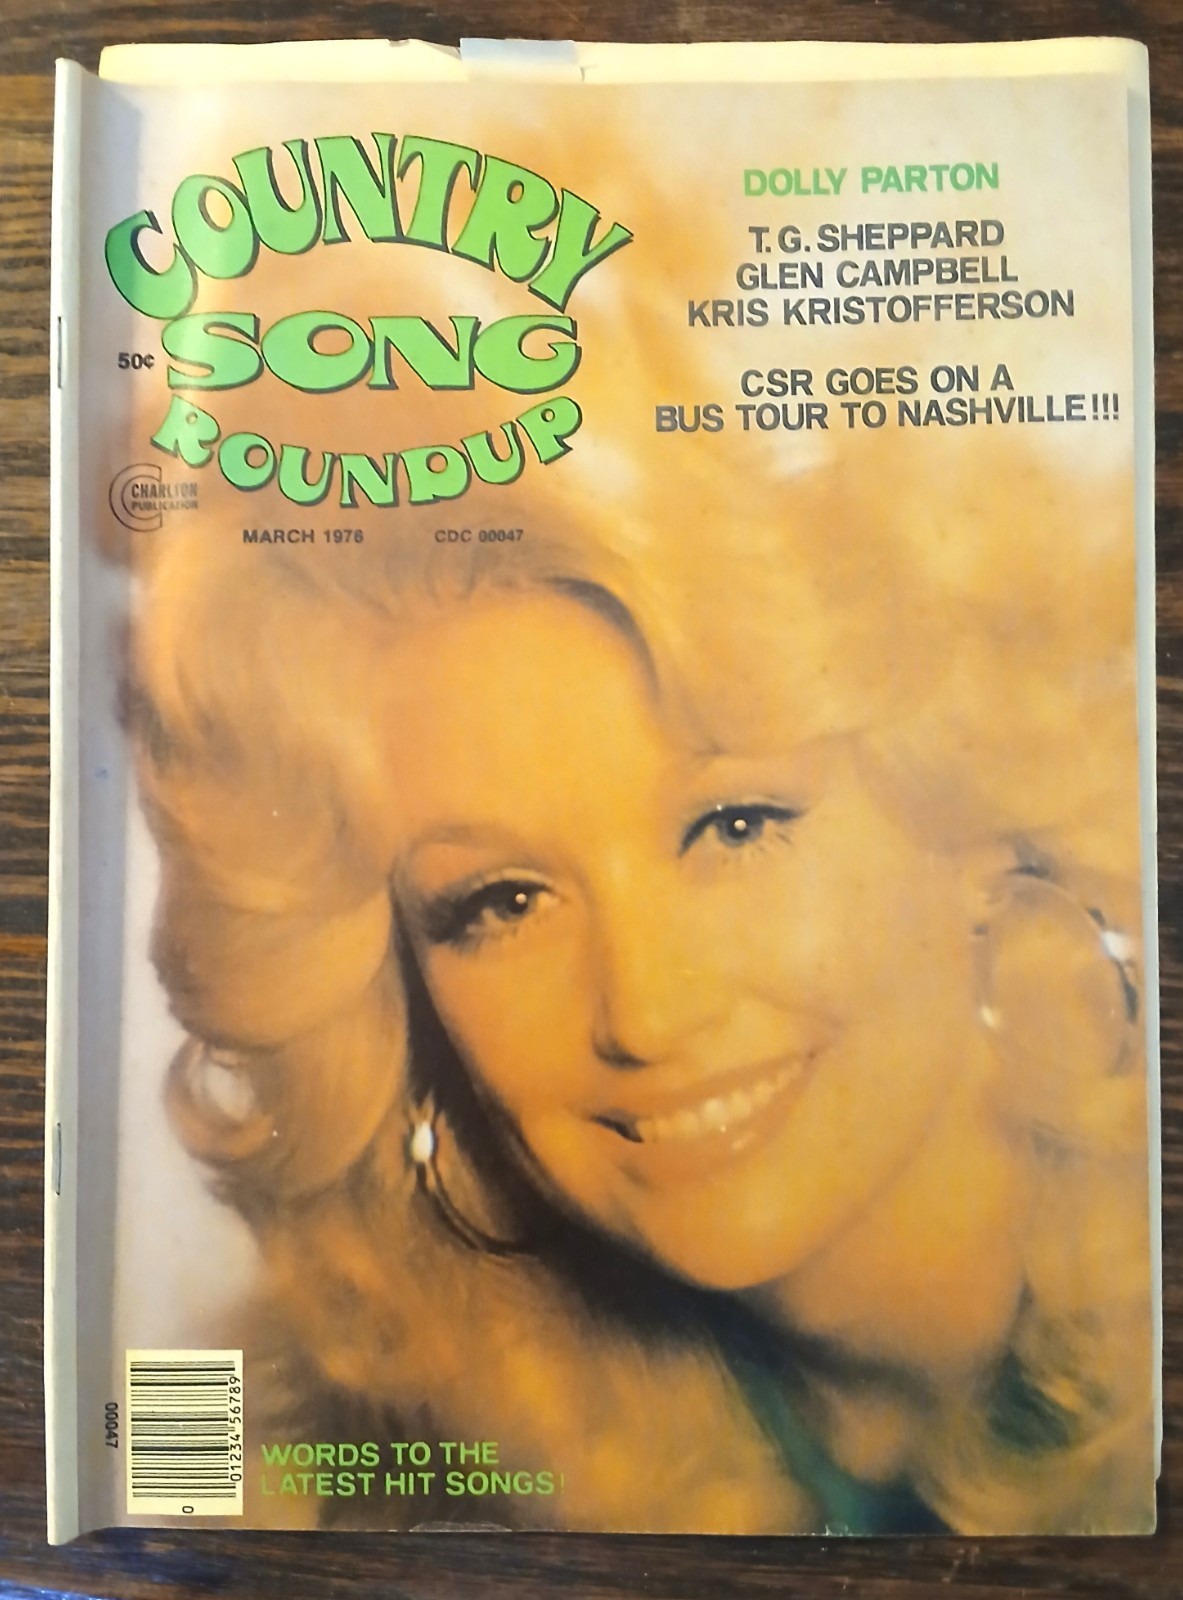 COUNTRY
SONG
ROUNDUP
50¢
CHARLTON
PUBLICATION
MARCH 1976
CDC 00047
DOLLY PARTON
T.G. SHEPPARD
GLEN CAMPBELL
KRIS KRISTOFFERSON
CSR GOES ON A
BUS TOUR TO NASHVILLE!!!
00047
01234 56789
0
WORDS TO THE
LATEST HIT SONGS!